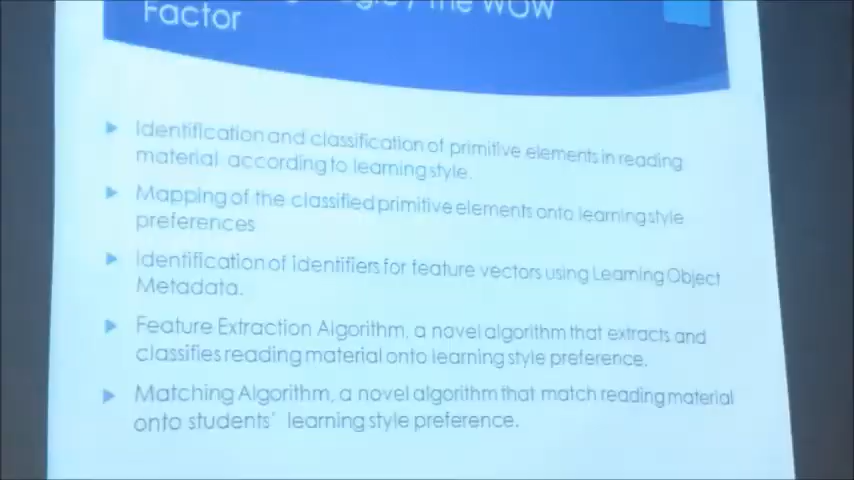 / The WOW
Factor
Identification and classification of primitive elements in reading
material according to learning style.
Mapping of the classified primitive elements onto learning style
preferences
Identification of identifiers for feature vectors using Learning Object
Metadata.
Feature Extraction Algorithm, a novel algorithm that extracts and
classifies reading material onto learning style preference.
Matching Algorithm, a novel algorithm that match reading material
onto students' learning style preference.